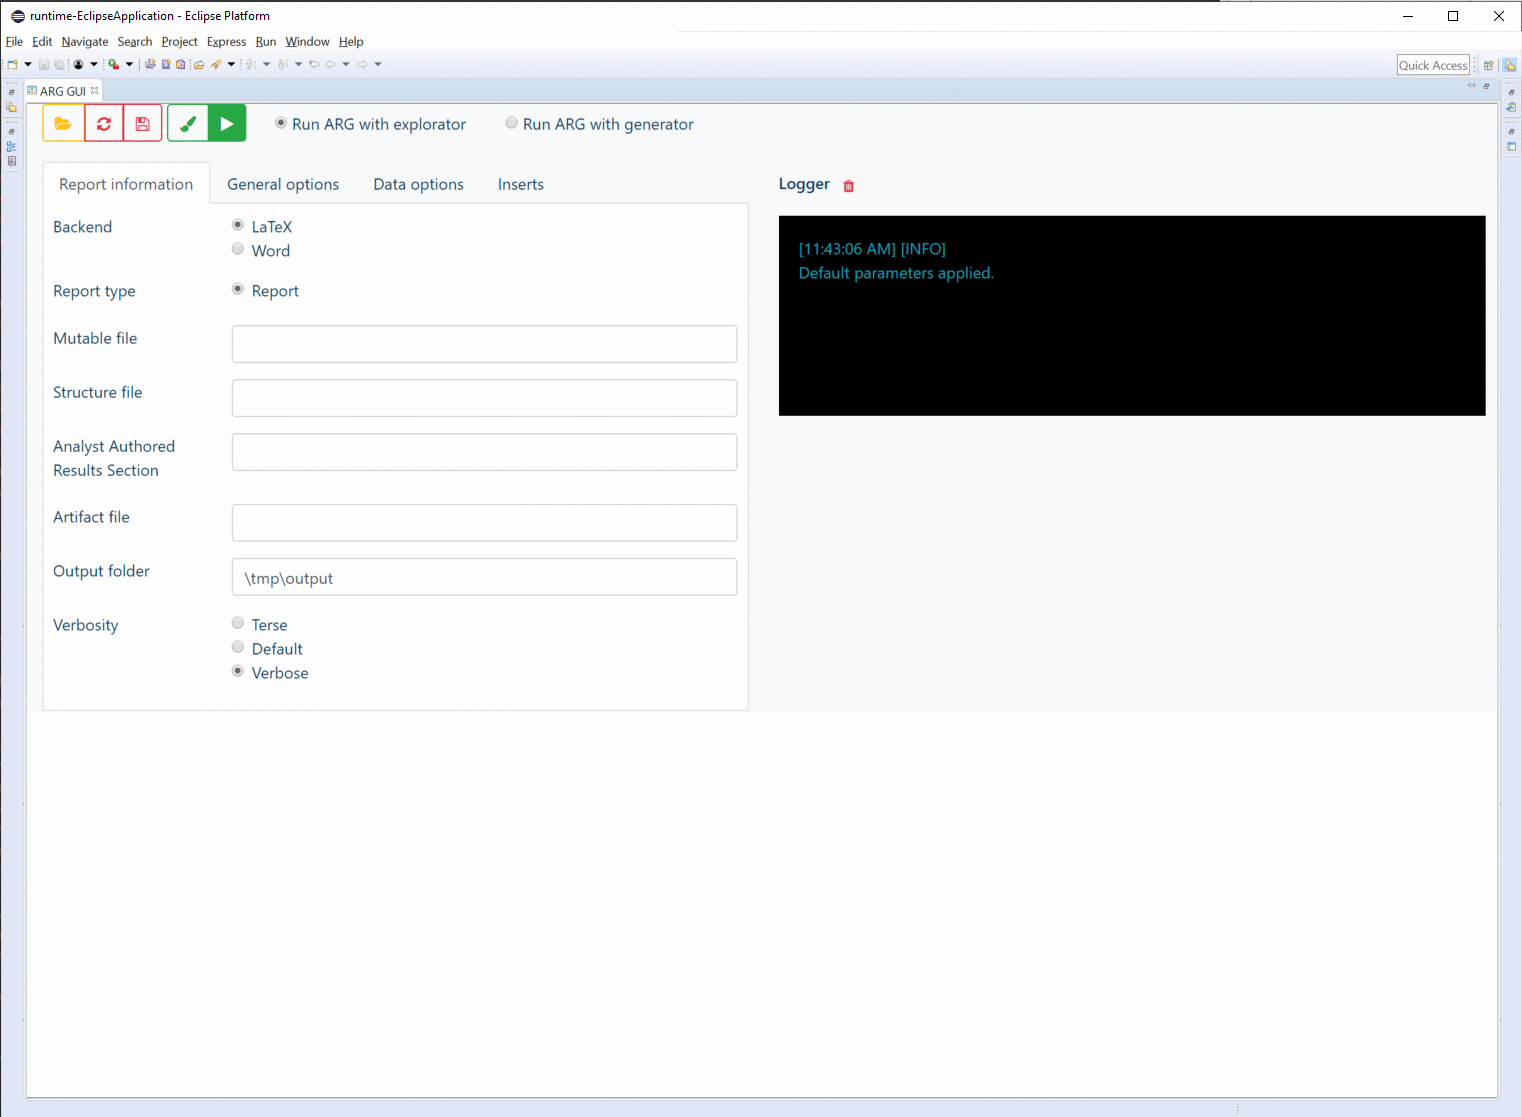 runtime-EclipseApplication - Eclipse Platform
File Edit Navigate Search Project Express Run Window Help
Quick Access
ARG GUI
Run ARG with explorator
Run ARG with generator
Report information
General options
Data options
Inserts
Logger
Backend
LaTeX
Word
[11:43:06 AM] [INFO]
Default parameters applied.
Report type
Report
Mutable file
Structure file
Analyst Authored
Results Section
Artifact file
Output folder
\tmp\output
Verbosity
Terse
Default
Verbose